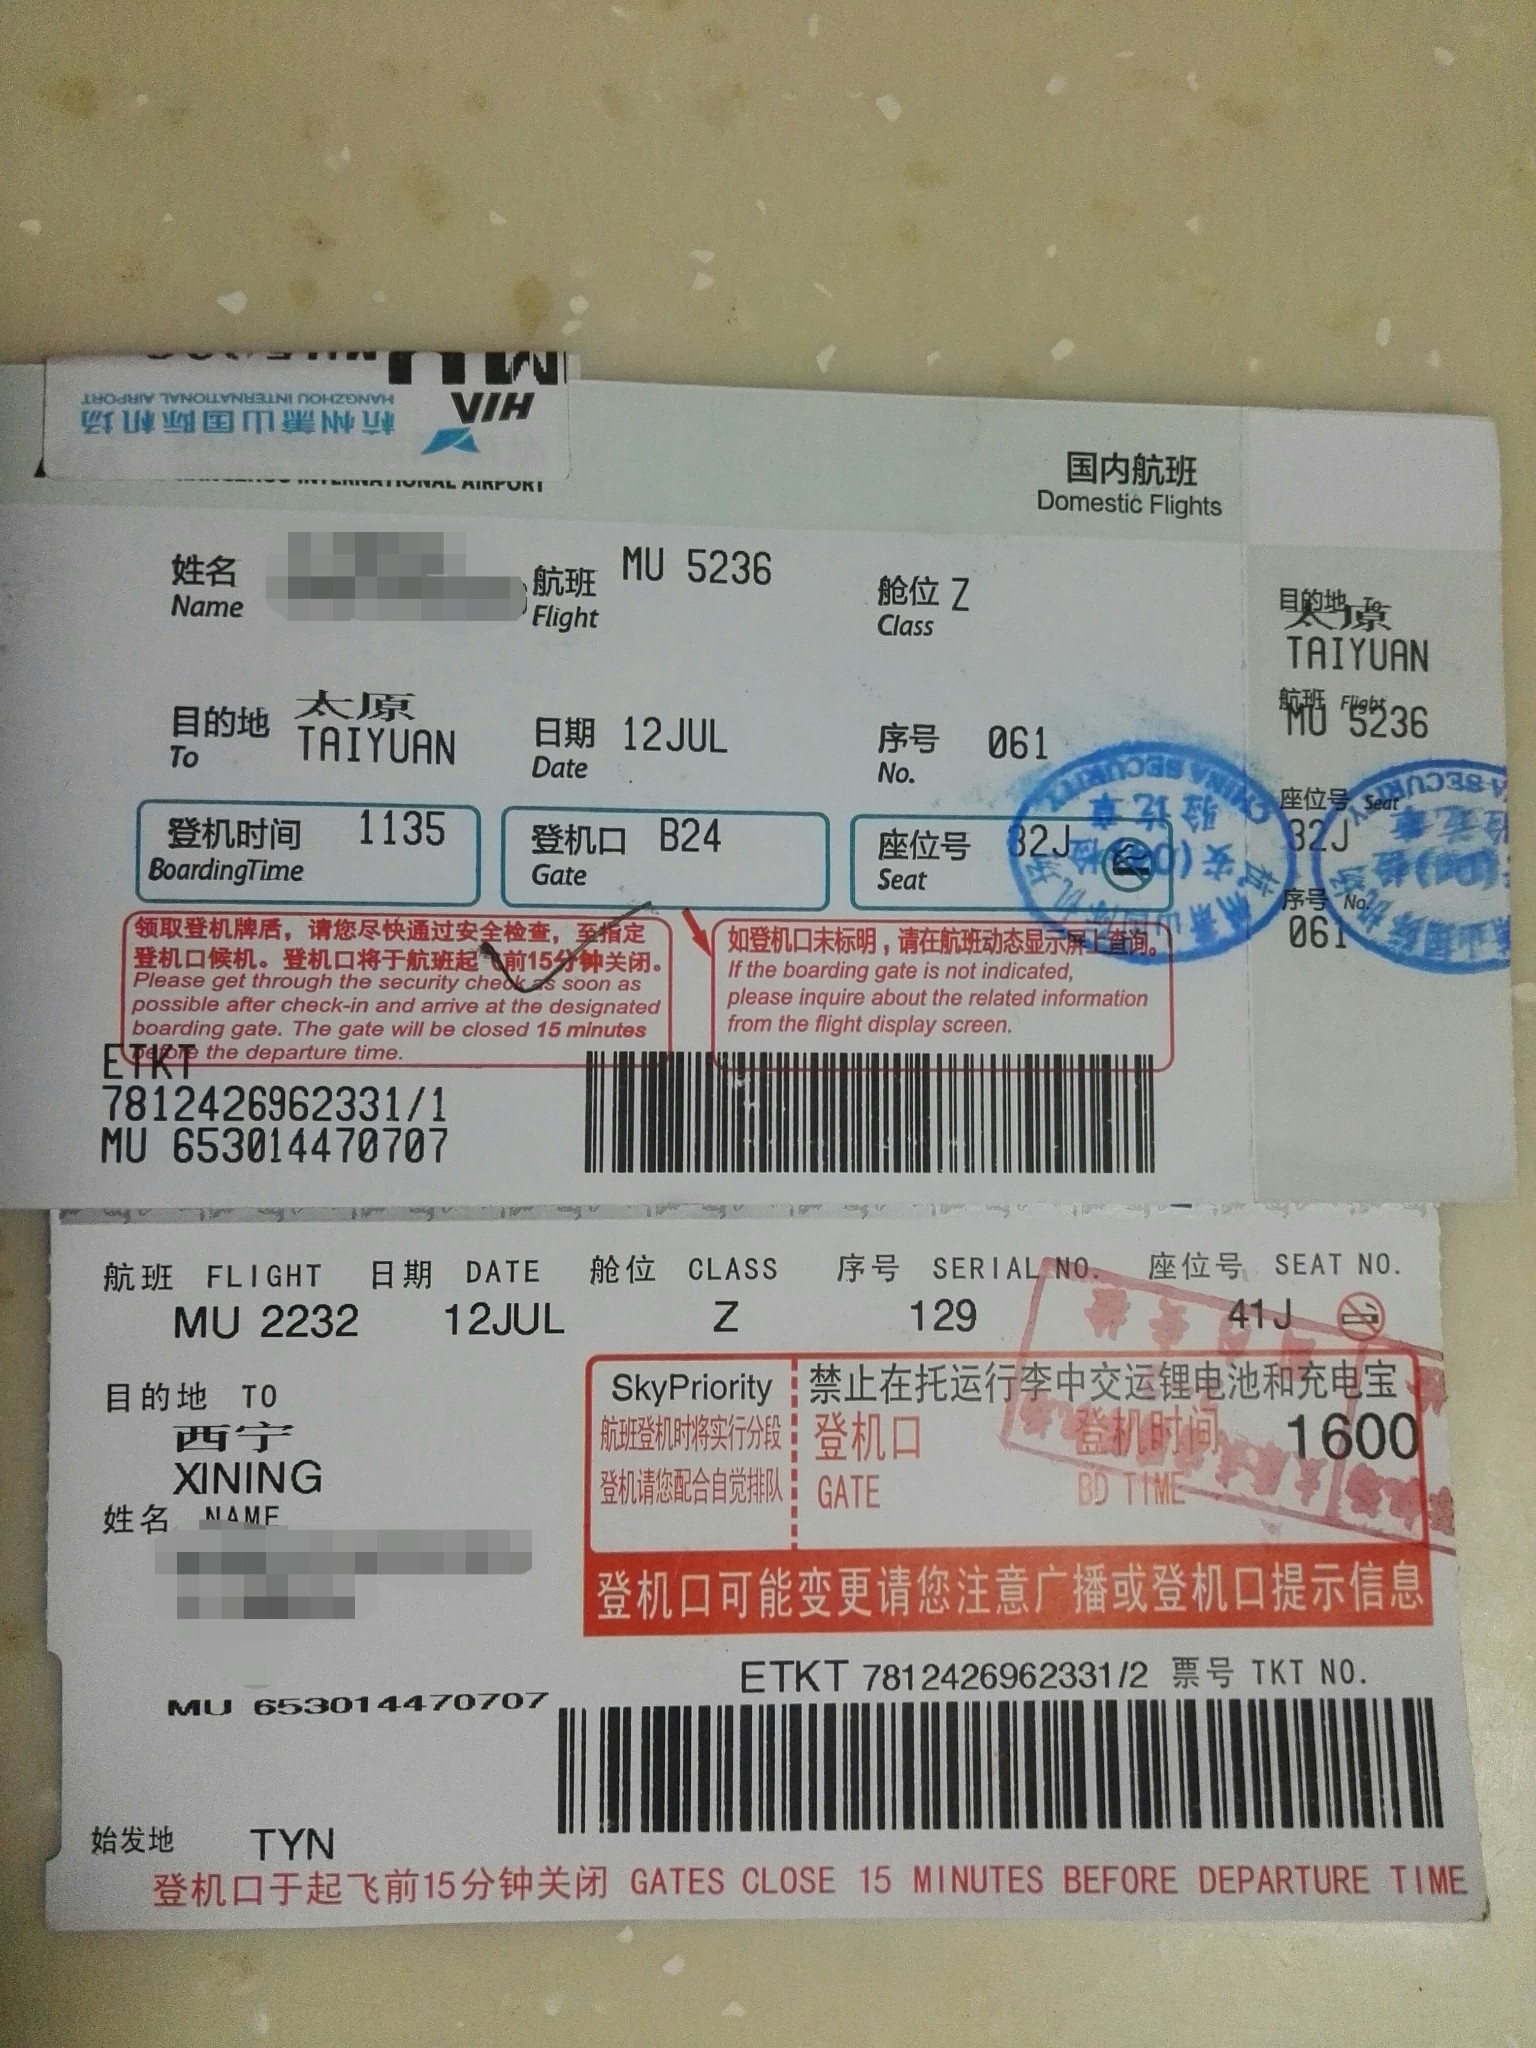 HIA
杭州萧山国际机场
HANGZHOU INTERNATIONAL AIRPORT
INTERNATIONAL AIRPORT
国内航班
Domestic Flights
姓名
Name
航班 MU 5236
Flight
舱位 Z
Class
目的地 太原
To TAIYUAN
日期 12JUL
Date
序号 061
No.
登机时间 1135
BoardingTime
登机口 B24
Gate
座位号 32J
Seat
领取登机牌后，请您尽快通过安全检查，至指定
登机口候机。登机口将于航班起飞前15分钟关闭。
Please get through the security check as soon as
possible after check-in and arrive at the designated
boarding gate. The gate will be closed 15 minutes
before the departure time.
如登机口未标明，请在航班动态显示屏上查询。
If the boarding gate is not indicated,
please inquire about the related information
from the flight display screen.
ETKT
7812426962331/1
MU 653014470707
目的地 To
太原
TAIYUAN
航班 Flight
MU 5236
座位号 Seat
32J
序号 No.
061
CHINA SECURITY
航班 FLIGHT 日期 DATE 舱位 CLASS 序号 SERIAL NO. 座位号 SEAT NO.
MU 2232 12JUL Z 129 41J
目的地 TO
西宁
XINING
姓名 NAME
SkyPriority
航班登机时将实行分段
登机请您配合自觉排队
禁止在托运行李中交运锂电池和充电宝
登机口 登机时间 1600
GATE BD TIME
登机口可能变更请您注意广播或登机口提示信息
ETKT 7812426962331/2 票号 TKT NO.
MU 653014470707
始发地 TYN
登机口于起飞前15分钟关闭 GATES CLOSE 15 MINUTES BEFORE DEPARTURE TIME